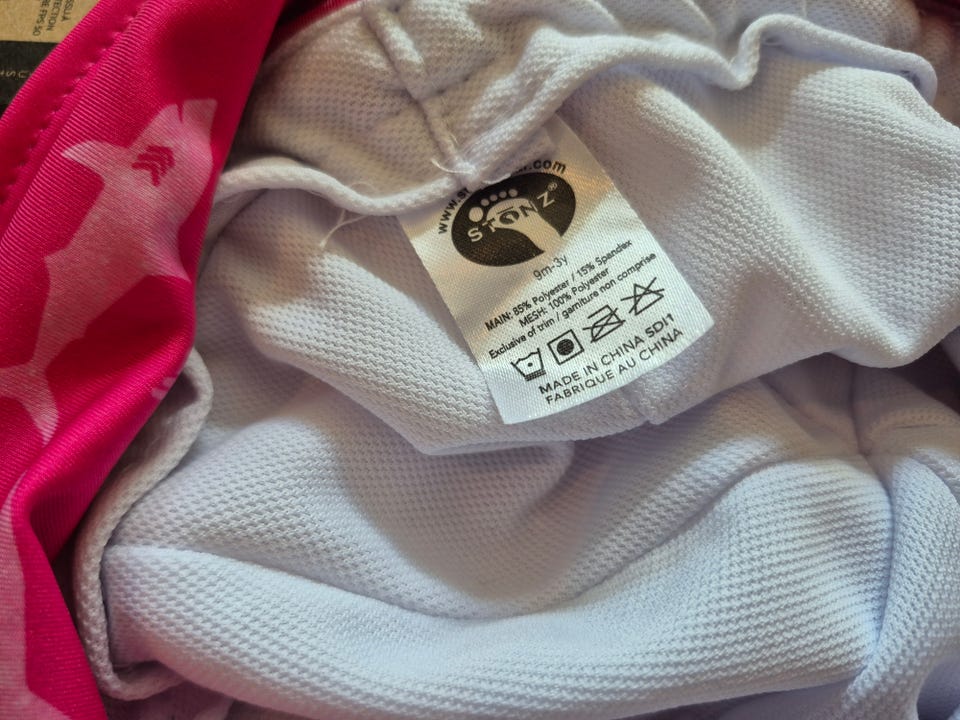 STONZ®
9m-3y
MAIN: 85% Polyester / 15% Spandex
MESH: 100% Polyester
Exclusive of trim / garniture non comprise
MADE IN CHINA SDI1
FABRIQUE AU CHINA